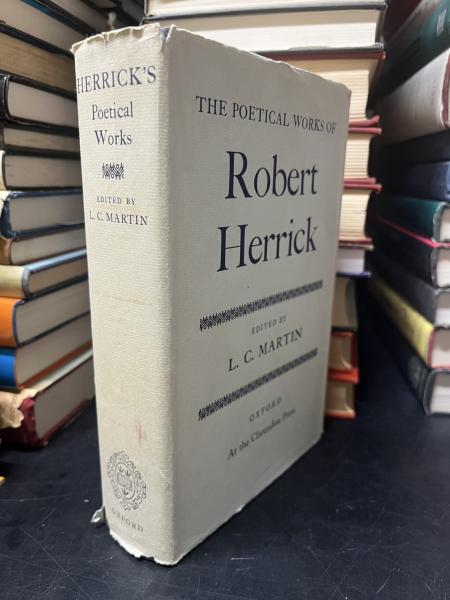 HERRICK'S
Poetical
Works
EDITED BY
L. C. MARTIN
OXFORD
THE POETICAL WORKS OF
Robert
Herrick
EDITED BY
L. C. MARTIN
OXFORD
At the Clarendon Press